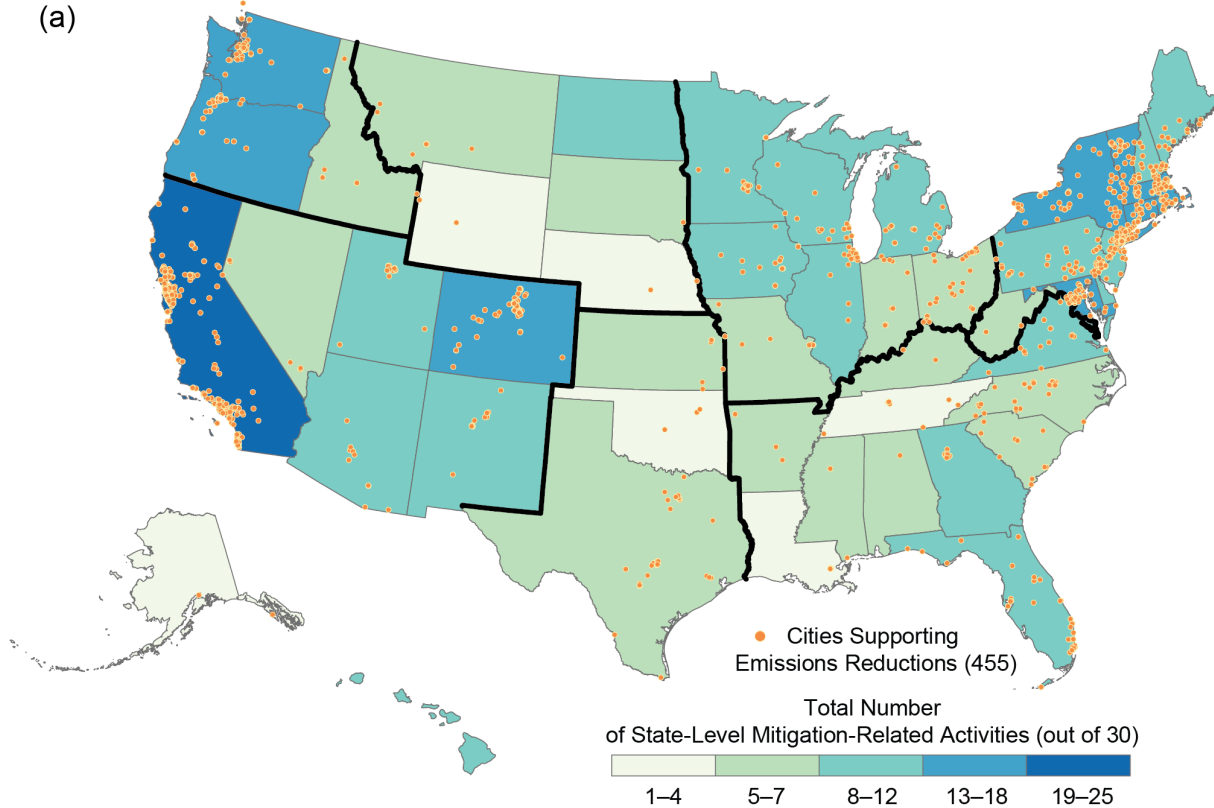 (a)
Cities Supporting
Emissions Reductions (455)
Total Number
of State-Level Mitigation-Related Activities (out of 30)
1–4 5–7 8–12 13–18 19–25